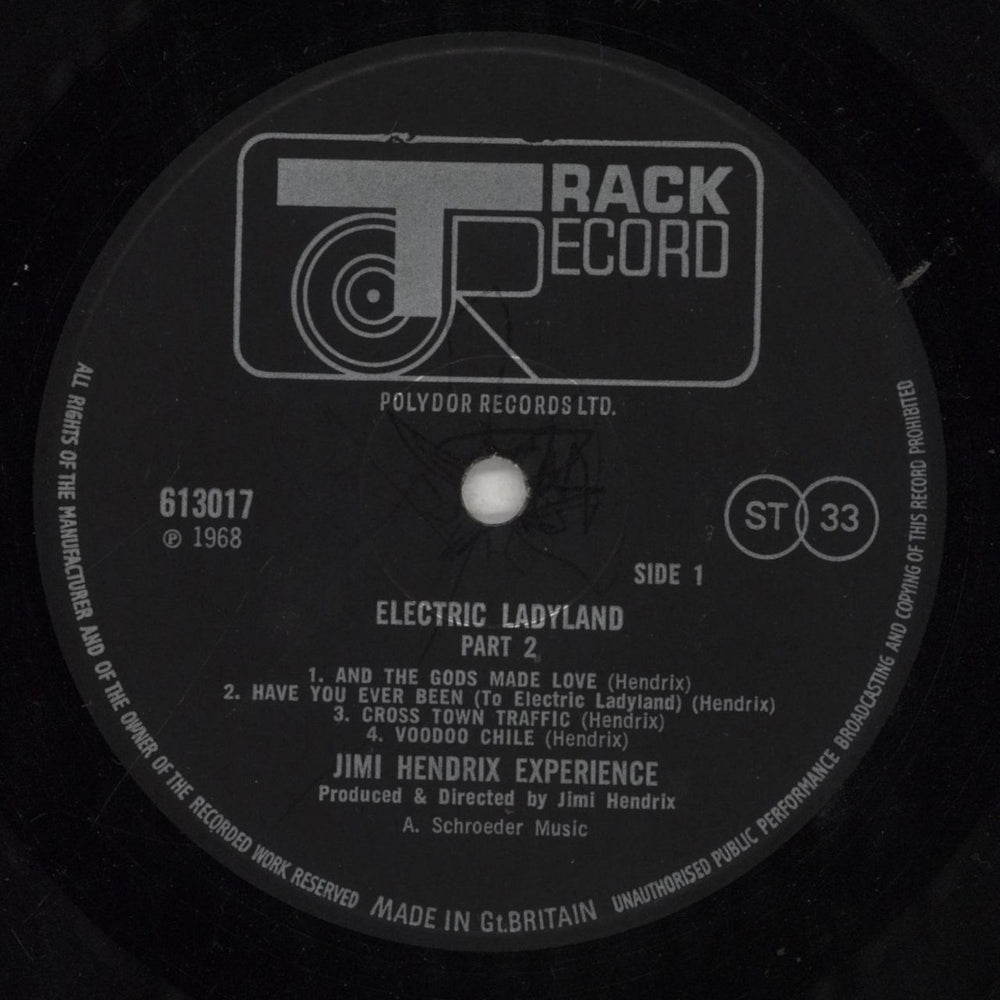 TRACK
RECORD
POLYDOR RECORDS LTD.
613017
℗ 1968
ST 33
SIDE 1
ELECTRIC LADYLAND
PART 2
1. AND THE GODS MADE LOVE (Hendrix)
2. HAVE YOU EVER BEEN (To Electric Ladyland) (Hendrix)
3. CROSS TOWN TRAFFIC (Hendrix)
4. VOODOO CHILE (Hendrix)
JIMI HENDRIX EXPERIENCE
Produced & Directed by Jimi Hendrix
A. Schroeder Music
ALL RIGHTS OF THE MANUFACTURER AND OF THE OWNER OF THE RECORDED WORK RESERVED
MADE IN Gt.BRITAIN
UNAUTHORISED PUBLIC PERFORMANCE BROADCASTING AND COPYING OF THIS RECORD PROHIBITED